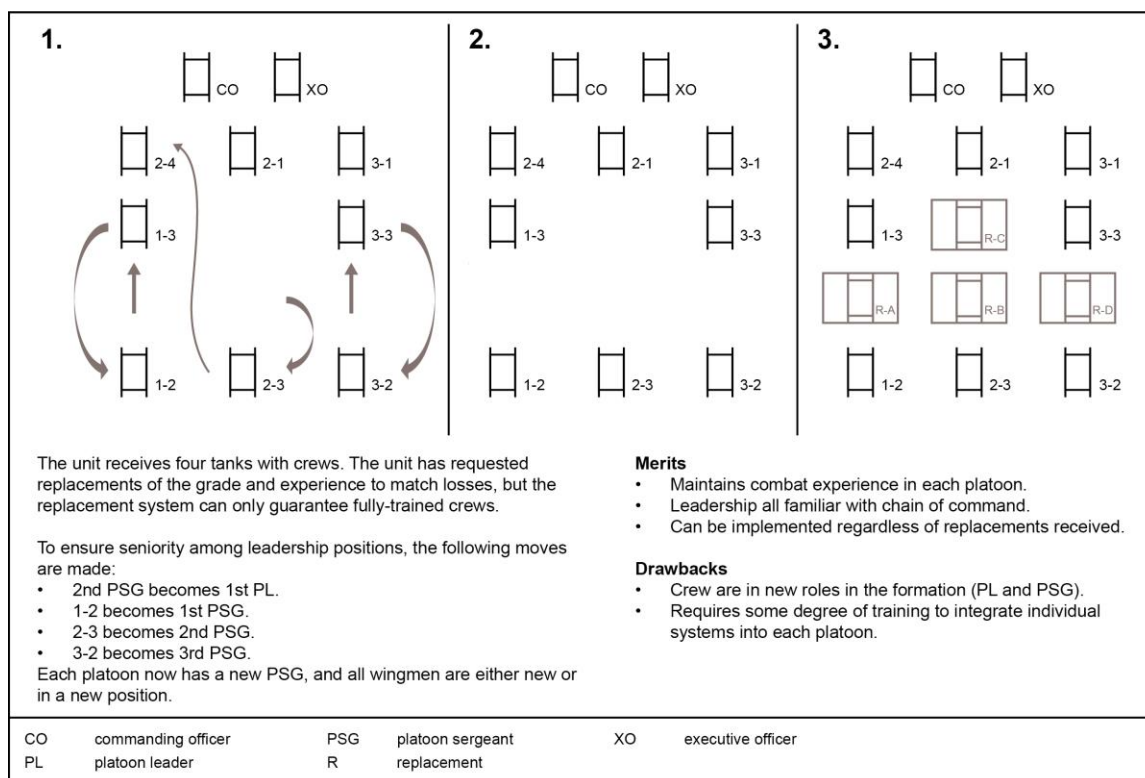 1.
CO
XO
2-4
2-1
3-1
1-3
3-3
1-2
2-3
3-2
2.
CO
XO
2-4
2-1
3-1
1-3
3-3
1-2
2-3
3-2
3.
CO
XO
2-4
2-1
3-1
1-3
R-C
3-3
R-A
R-B
R-D
1-2
2-3
3-2
The unit receives four tanks with crews. The unit has requested
replacements of the grade and experience to match losses, but the
replacement system can only guarantee fully-trained crews.
To ensure seniority among leadership positions, the following moves
are made:
• 2nd PSG becomes 1st PL.
• 1-2 becomes 1st PSG.
• 2-3 becomes 2nd PSG.
• 3-2 becomes 3rd PSG.
Each platoon now has a new PSG, and all wingmen are either new or
in a new position.
Merits
• Maintains combat experience in each platoon.
• Leadership all familiar with chain of command.
• Can be implemented regardless of replacements received.
Drawbacks
• Crew are in new roles in the formation (PL and PSG).
• Requires some degree of training to integrate individual
systems into each platoon.
CO commanding officer PSG platoon sergeant XO executive officer
PL platoon leader R replacement